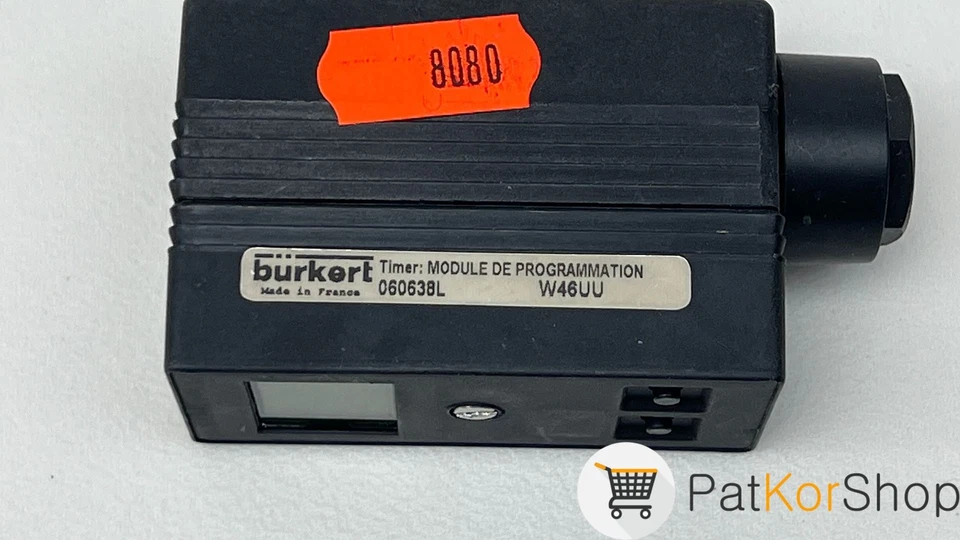 8080
bürkert Timer: MODULE DE PROGRAMMATION
Made in France 060638L W46UU
PatKorShop